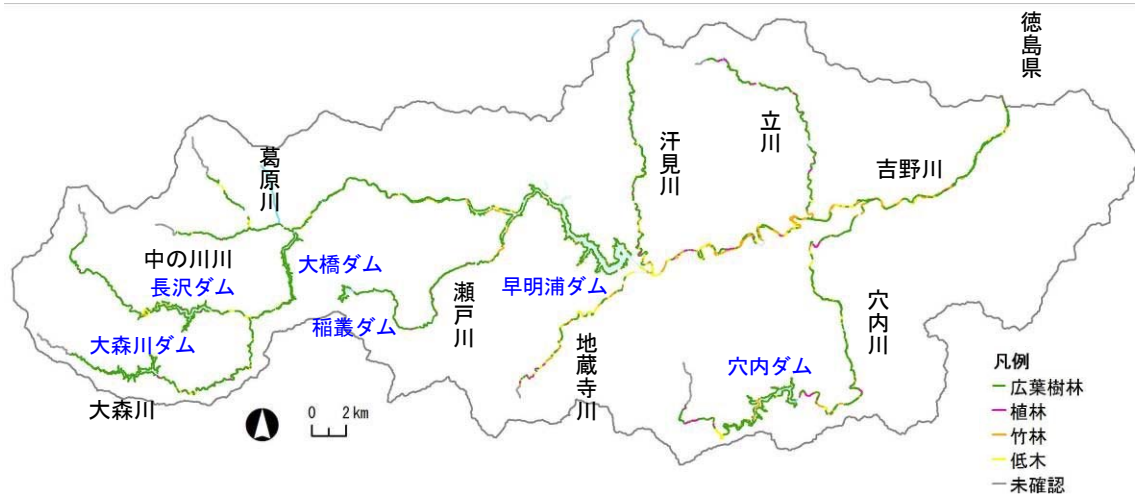 徳島県
葛原川
汗見川
立川
吉野川
中の川川
長沢ダム
大橋ダム
大森川ダム
稲叢ダム
瀬戸川
早明浦ダム
地蔵寺川
穴内ダム
穴内川
大森川
0 2km
凡例
広葉樹林
植林
竹林
低木
未確認